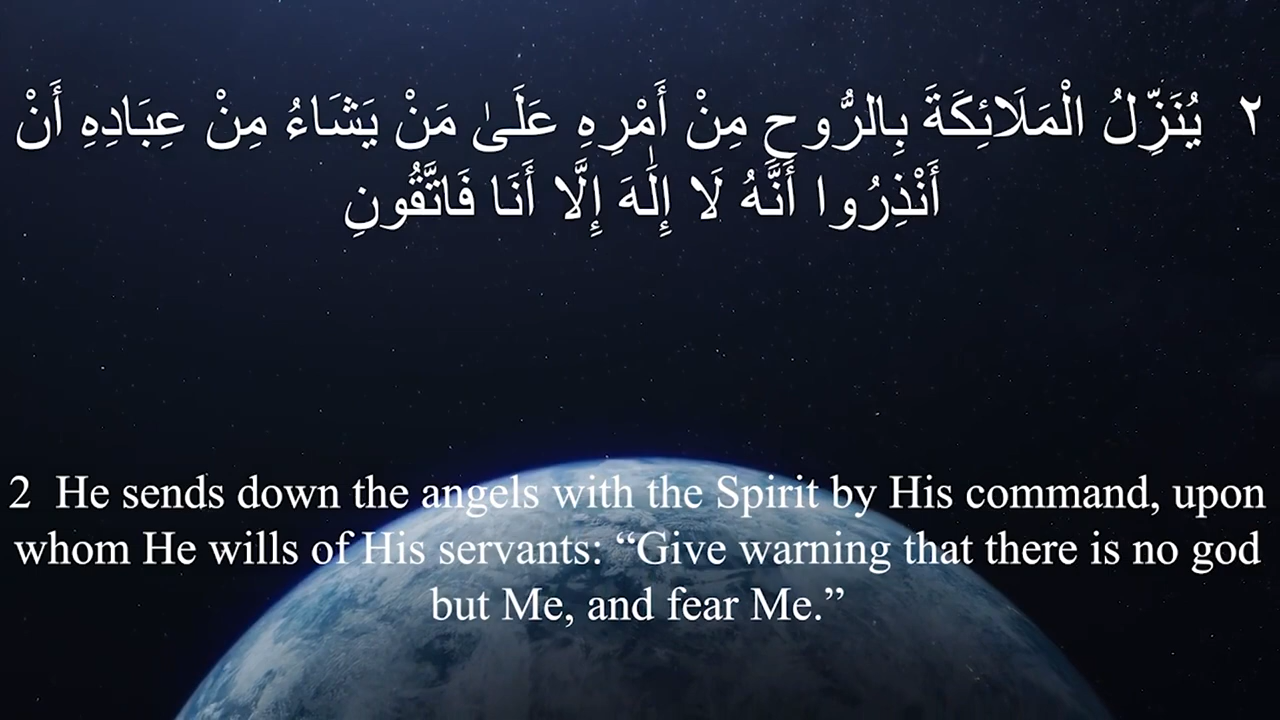 ٢  يُنَزِّلُ الْمَلَائِكَةَ بِالرُّوحِ مِنْ أَمْرِهِ عَلَىٰ مَنْ يَشَاءُ مِنْ عِبَادِهِ أَنْ
أَنْذِرُوا أَنَّهُ لَا إِلَٰهَ إِلَّا أَنَا فَاتَّقُونِ
2  He sends down the angels with the Spirit by His command, upon
whom He wills of His servants: “Give warning that there is no god
but Me, and fear Me.”